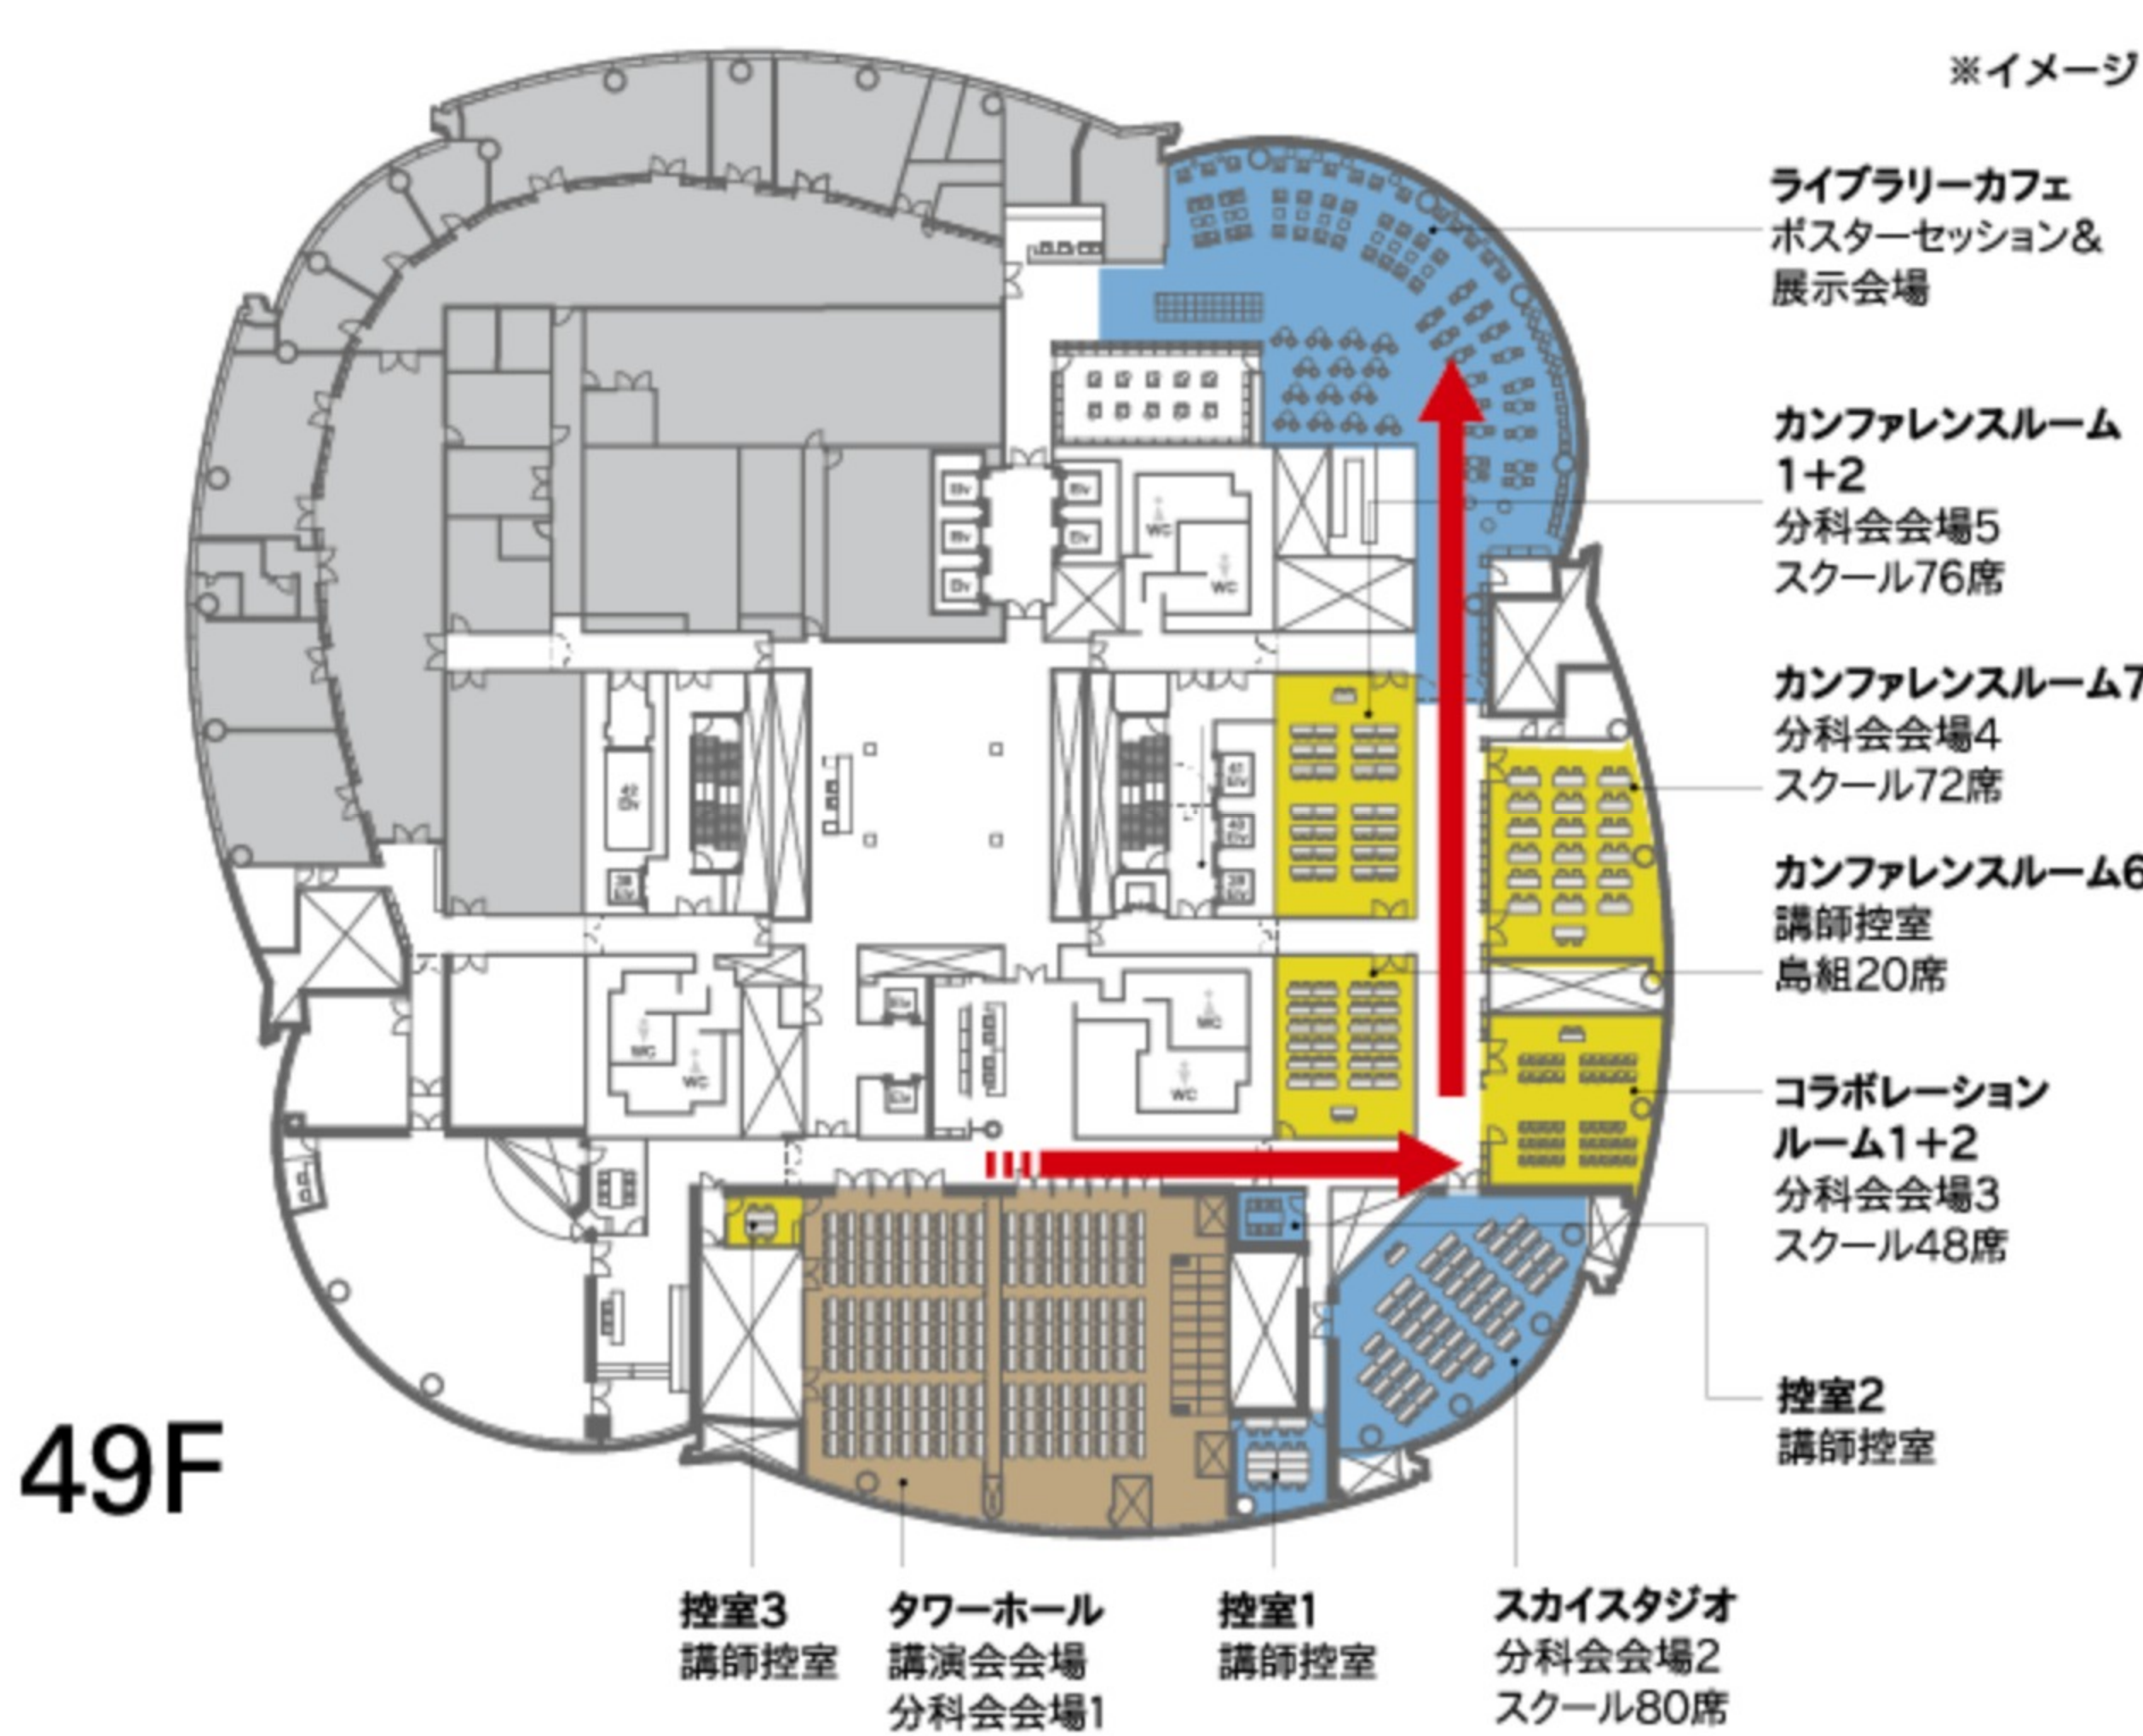 ※イメージ
ライブラリーカフェ
ポスターセッション&
展示会場
カンファレンスルーム
1+2
分科会会場5
スクール76席
カンファレンスルーム7
分科会会場4
スクール72席
カンファレンスルーム6
講師控室
島組20席
コラボレーション
ルーム1+2
分科会会場3
スクール48席
控室2
講師控室
49F
控室3
講師控室
タワーホール
講演会会場
分科会会場1
控室1
講師控室
スカイスタジオ
分科会会場2
スクール80席
WC
WC
WC
WC
WC
WC